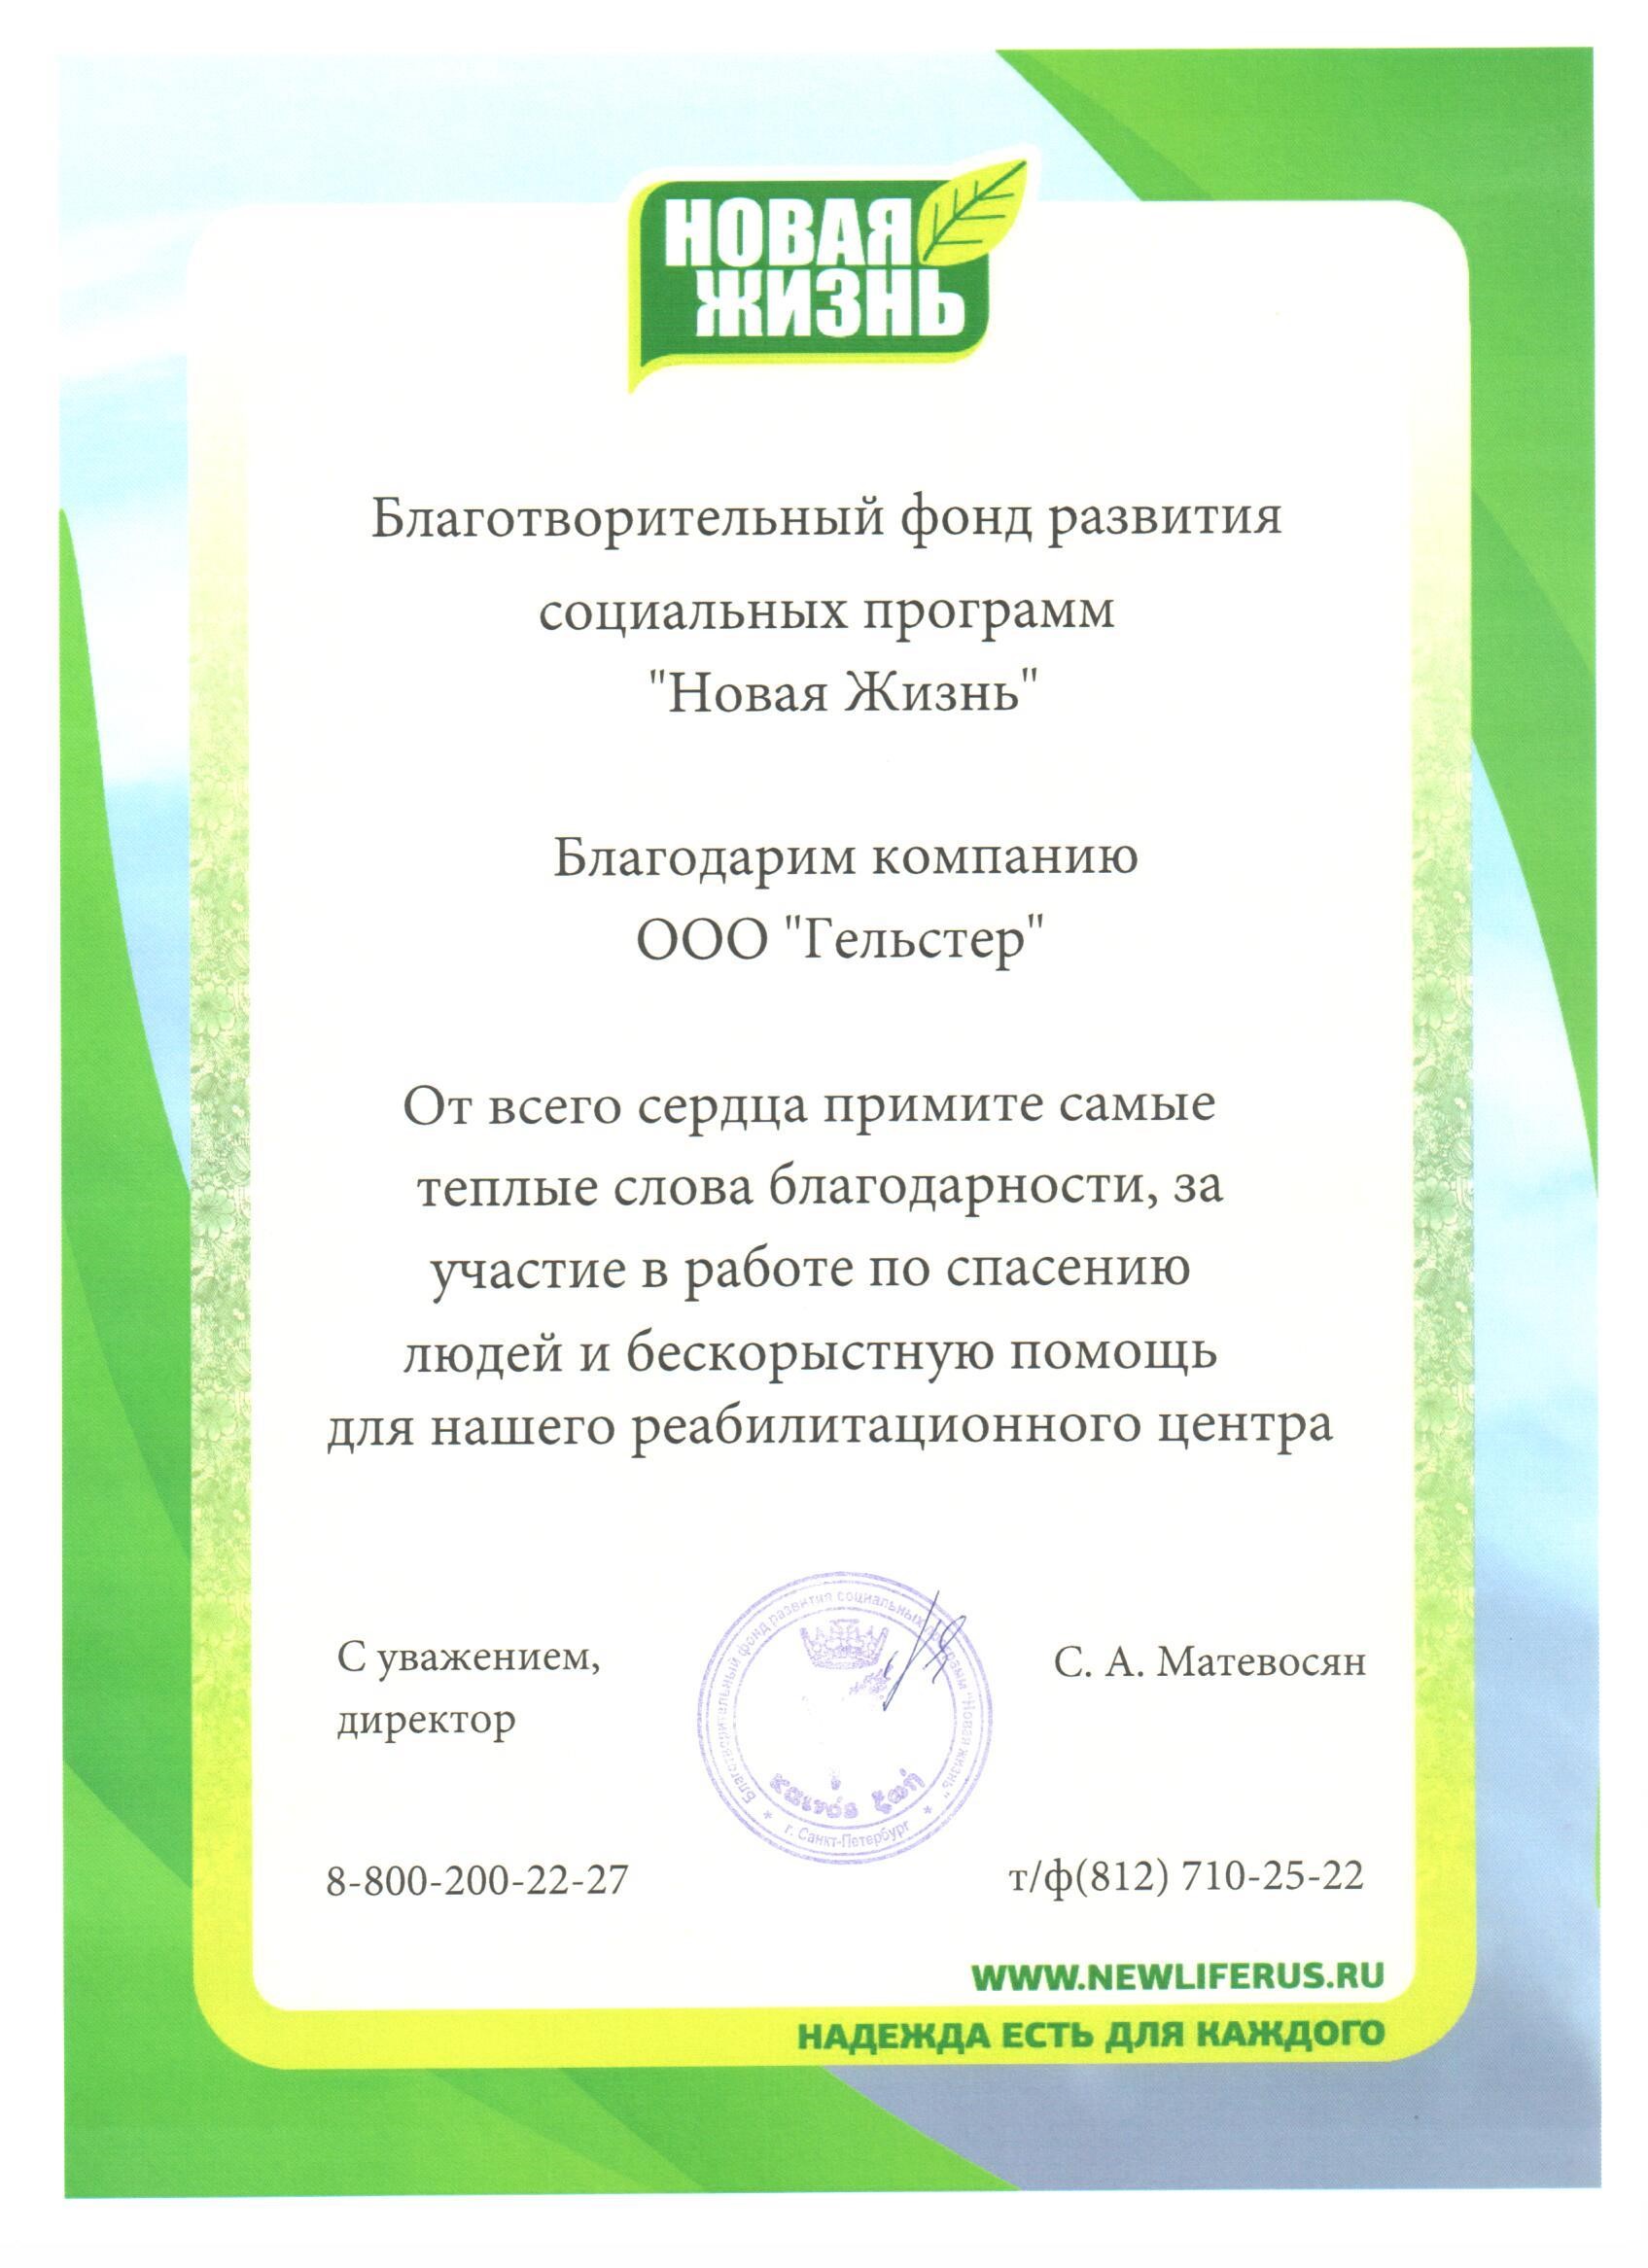 НОВАЯ
ЖИЗНЬ
Благотворительный фонд развития
социальных программ
"Новая Жизнь"
Благодарим компанию
ООО "Гельстер"
От всего сердца примите самые
теплые слова благодарности, за
участие в работе по спасению
людей и бескорыстную помощь
для нашего реабилитационного центра
С уважением,
директор
Благотворительный фонд развития социальных программ "Новая жизнь"
καινόα ζωή
г. Санкт-Петербург
С. А. Матевосян
8-800-200-22-27
т/ф(812) 710-25-22
WWW.NEWLIFERUS.RU
НАДЕЖДА ЕСТЬ ДЛЯ КАЖДОГО